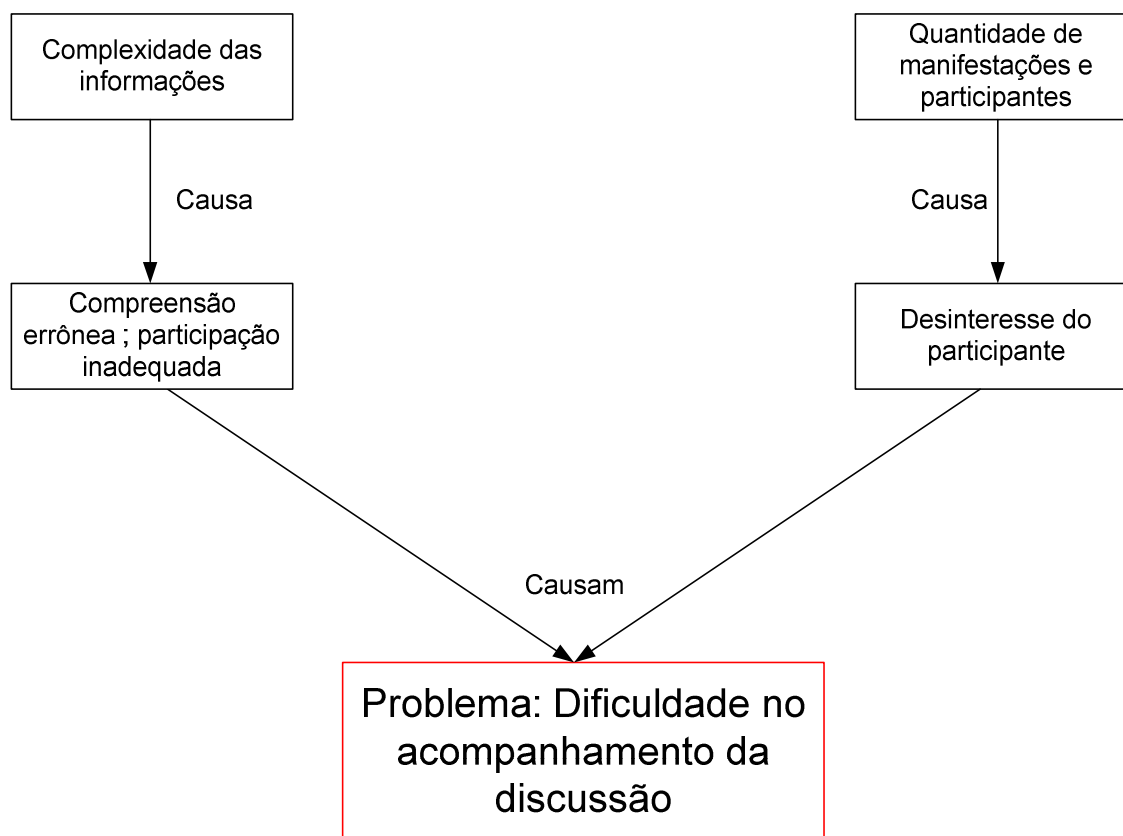 Complexidade das
informações
Quantidade de
manifestações e
participantes
Causa
Causa
Compreensão
errônea ; participação
inadequada
Desinteresse do
participante
Causam
Problema: Dificuldade no
acompanhamento da
discussão